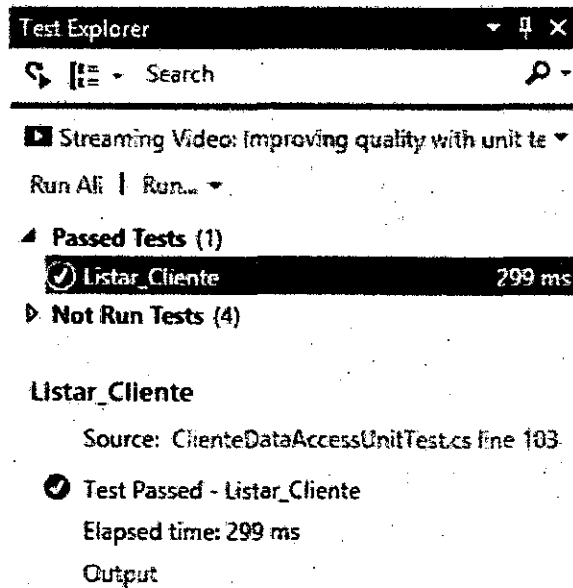 Test Explorer
Search
Streaming Video: Improving quality with unit te
Run All | Run...
Passed Tests (1)
Listar_Cliente 299 ms
Not Run Tests (4)
Listar_Cliente
Source: ClienteDataAccessUnitTest.cs line 103
Test Passed - Listar_Cliente
Elapsed time: 299 ms
Output